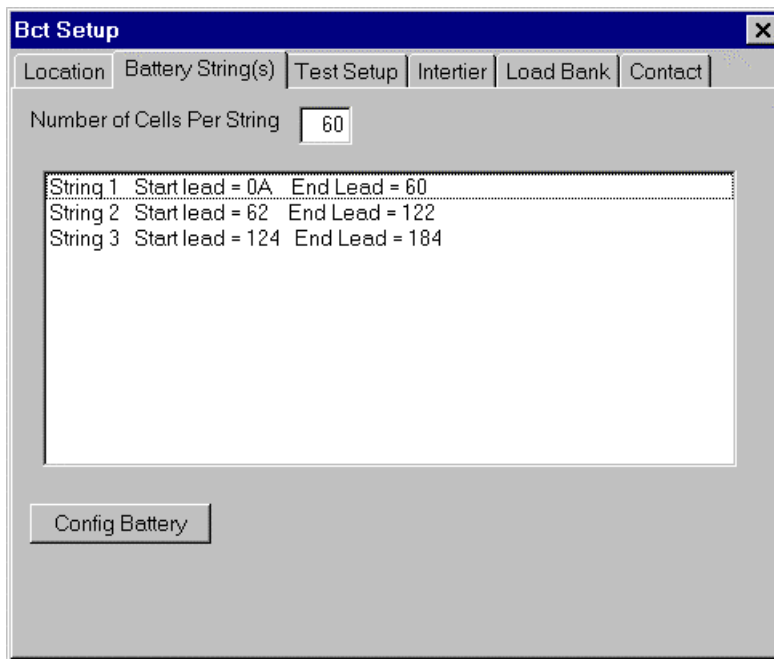 Bct Setup
Location Battery String(s) Test Setup Intertier Load Bank Contact
Number of Cells Per String 60
String 1 Start lead = 0A End Lead = 60
String 2 Start lead = 62 End Lead = 122
String 3 Start lead = 124 End Lead = 184
Config Battery